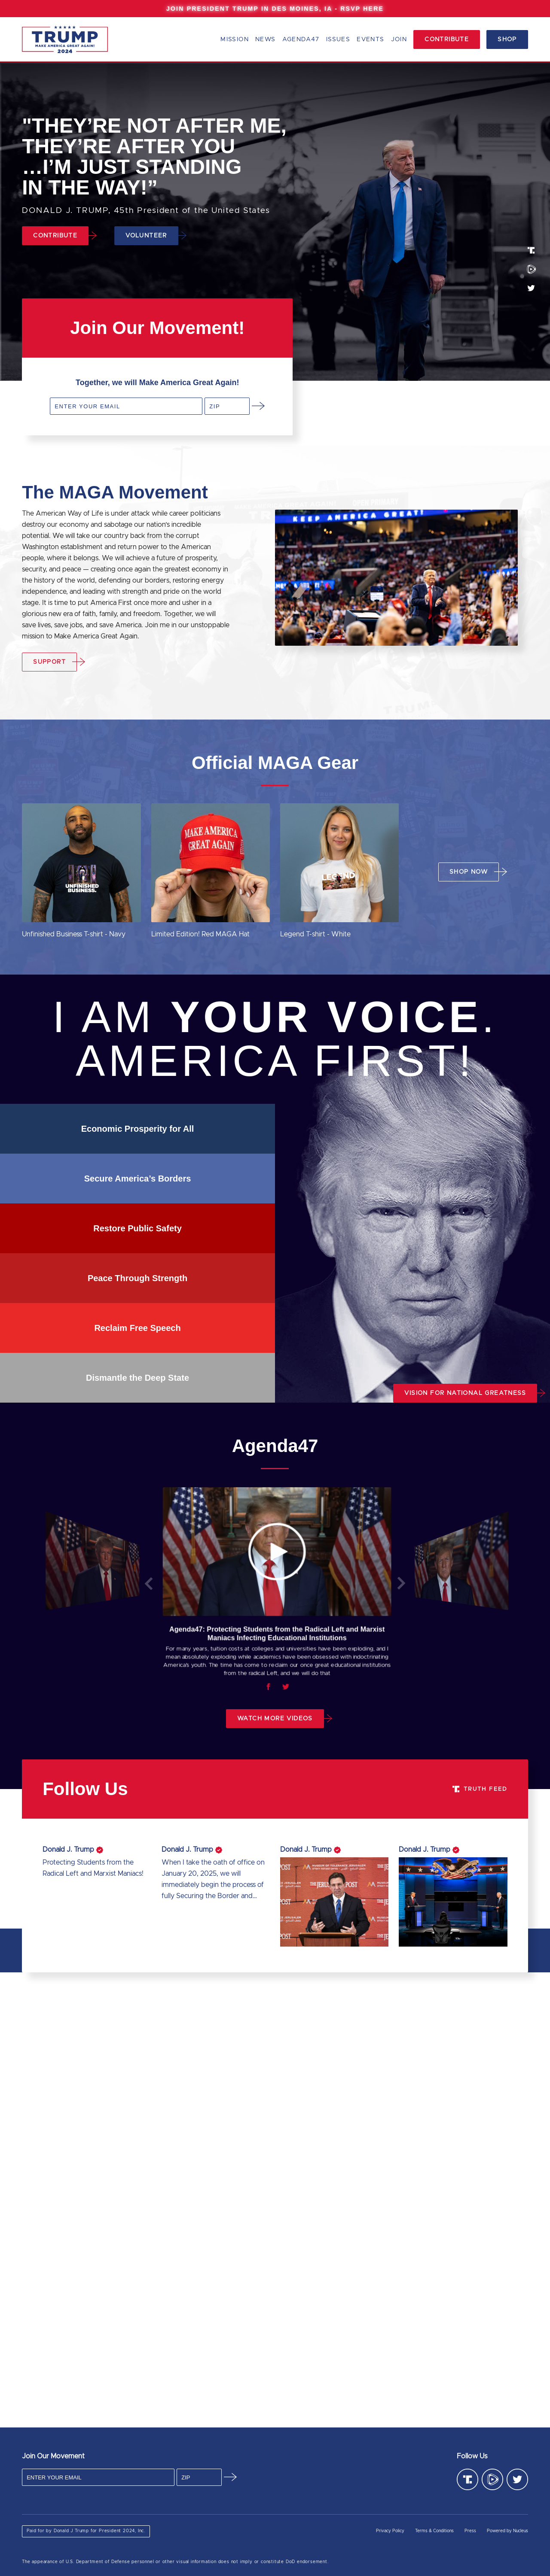 JOIN PRESIDENT TRUMP IN DES MOINES, IA - RSVP HERE
TRUMP
MAKE AMERICA GREAT AGAIN!
2024
MISSION NEWS AGENDA47 ISSUES EVENTS JOIN CONTRIBUTE SHOP
"THEY’RE NOT AFTER ME,
THEY’RE AFTER YOU
…I’M JUST STANDING
IN THE WAY!”
DONALD J. TRUMP, 45th President of the United States
CONTRIBUTE VOLUNTEER
Join Our Movement!
Together, we will Make America Great Again!
ENTER YOUR EMAIL ZIP
The MAGA Movement
The American Way of Life is under attack while career politicians
destroy our economy and sabotage our nation's incredible
potential. We will take our country back from the corrupt
Washington establishment and return power to the American
people, where it belongs. We will achieve a future of prosperity,
security, and peace — creating once again the greatest economy in
the history of the world, defending our borders, restoring energy
independence, and leading with strength and pride on the world
stage. It is time to put America First once more and usher in a
glorious new era of faith, family, and freedom. Together, we will
save lives, save jobs, and save America. Join me in our unstoppable
mission to Make America Great Again.
KEEP AMERICA GREAT!
SUPPORT
Official MAGA Gear
UNFINISHED
BUSINESS.
MAKE AMERICA
GREAT AGAIN
SHOP NOW
Unfinished Business T-shirt - Navy
Limited Edition! Red MAGA Hat
Legend T-shirt - White
I AM YOUR VOICE.
AMERICA FIRST!
Economic Prosperity for All
Secure America’s Borders
Restore Public Safety
Peace Through Strength
Reclaim Free Speech
Dismantle the Deep State
VISION FOR NATIONAL GREATNESS
Agenda47
Agenda47: Protecting Students from the Radical Left and Marxist
Maniacs Infecting Educational Institutions
For many years, tuition costs at colleges and universities have been exploding, and I
mean absolutely exploding while academics have been obsessed with indoctrinating
America's youth. The time has come to reclaim our once great educational institutions
from the radical Left, and we will do that
WATCH MORE VIDEOS
Follow Us
TRUTH FEED
Donald J. Trump
Protecting Students from the
Radical Left and Marxist Maniacs!
Donald J. Trump
When I take the oath of office on
January 20, 2025, we will
immediately begin the process of
fully Securing the Border and...
Donald J. Trump
Donald J. Trump
Join Our Movement
ENTER YOUR EMAIL ZIP
Follow Us
Paid for by Donald J Trump for President 2024, Inc.
Privacy Policy Terms & Conditions Press Powered by Nucleus
The appearance of U.S. Department of Defense personnel or other visual information does not imply or constitute DoD endorsement